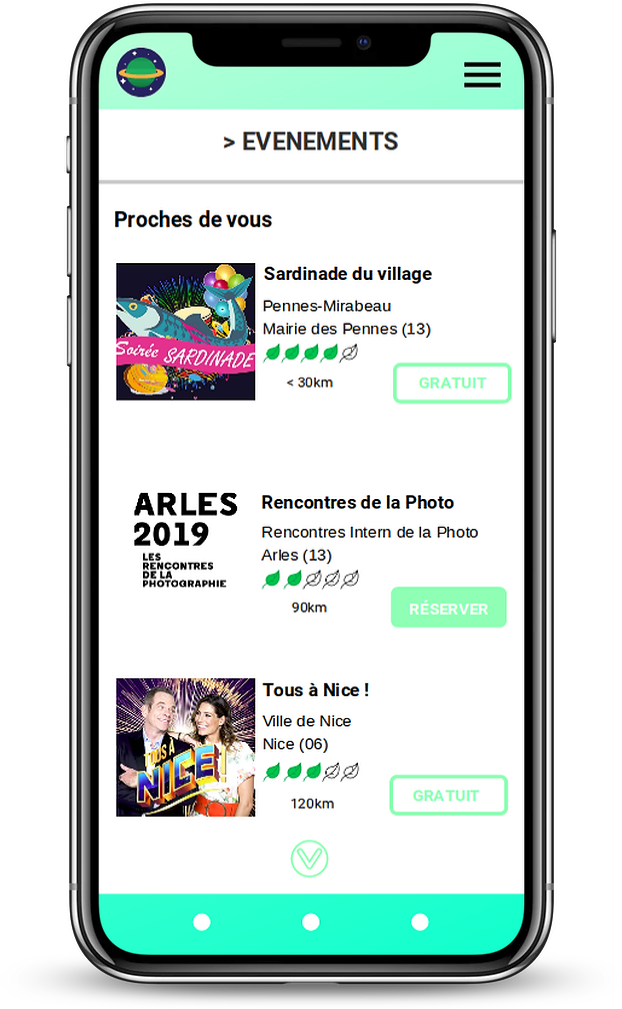 > EVENEMENTS
Proches de vous
Soirée SARDINADE
Sardinade du village
Pennes-Mirabeau
Mairie des Pennes (13)
< 30km
GRATUIT
ARLES
2019
LES
RENCONTRES
DE LA
PHOTOGRAPHIE
Rencontres de la Photo
Rencontres Intern de la Photo
Arles (13)
90km
RÉSERVER
TOUS À
NICE!
Tous à Nice !
Ville de Nice
Nice (06)
120km
GRATUIT